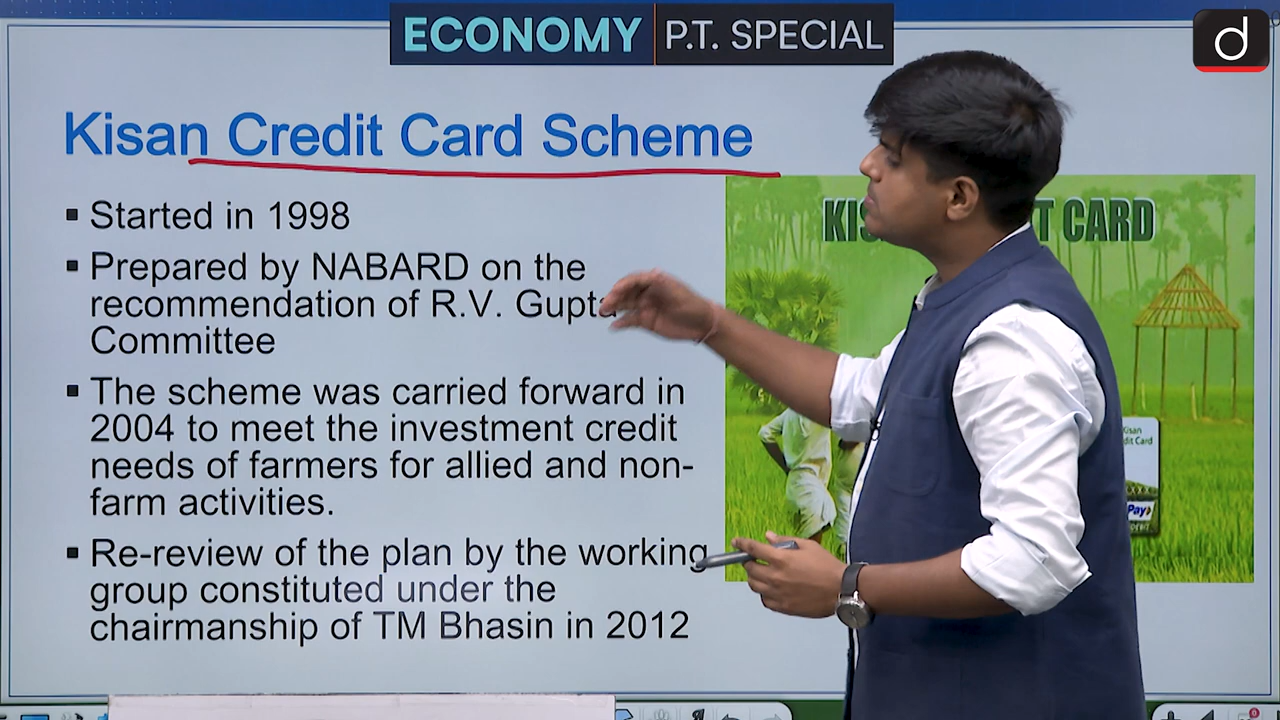 ECONOMY P.T. SPECIAL
d
Kisan Credit Card Scheme
▪ Started in 1998
▪ Prepared by NABARD on the
recommendation of R.V. Gupta
Committee
▪ The scheme was carried forward in
2004 to meet the investment credit
needs of farmers for allied and non-
farm activities.
▪ Re-review of the plan by the working
group constituted under the
chairmanship of TM Bhasin in 2012
KIS T CARD
Kisan
dit Card
Pay